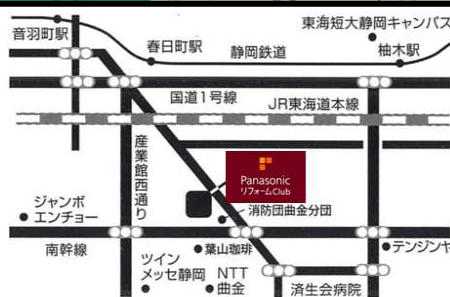 東海短大静岡キャンパス
音羽町駅
春日町駅
静岡鉄道
柚木駅
国道1号線
JR東海道本線
産業館西通り
Panasonic
リフォームClub
ジャンボ
エンチョー
消防団曲金分団
南幹線
葉山珈琲
テンジンヤ
ツイン
メッセ静岡
NTT
曲金
済生会病院